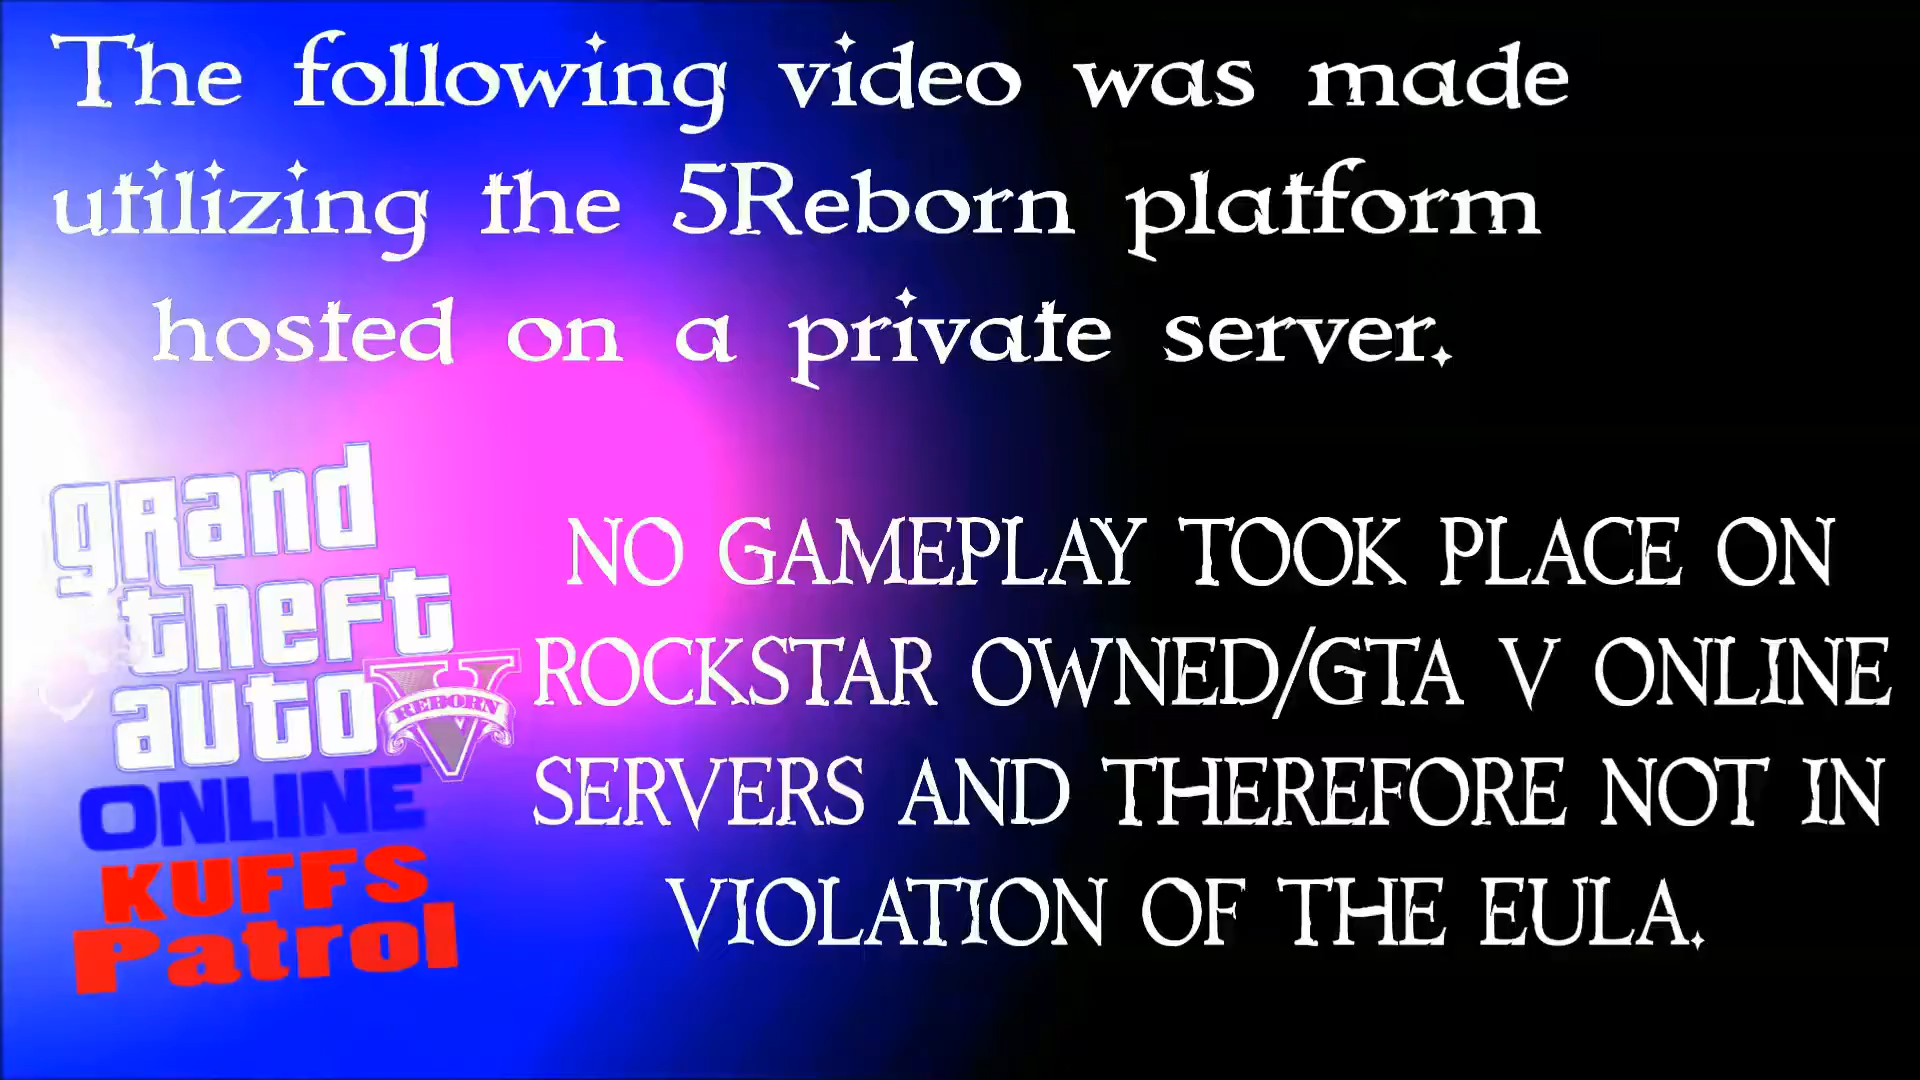 The following video was made
utilizing the 5Reborn platform
hosted on a private server.
grand
theft
auto V
REBORN
ONLINE
KUFFS
Patrol
NO GAMEPLAY TOOK PLACE ON
ROCKSTAR OWNED/GTA V ONLINE
SERVERS AND THEREFORE NOT IN
VIOLATION OF THE EULA.